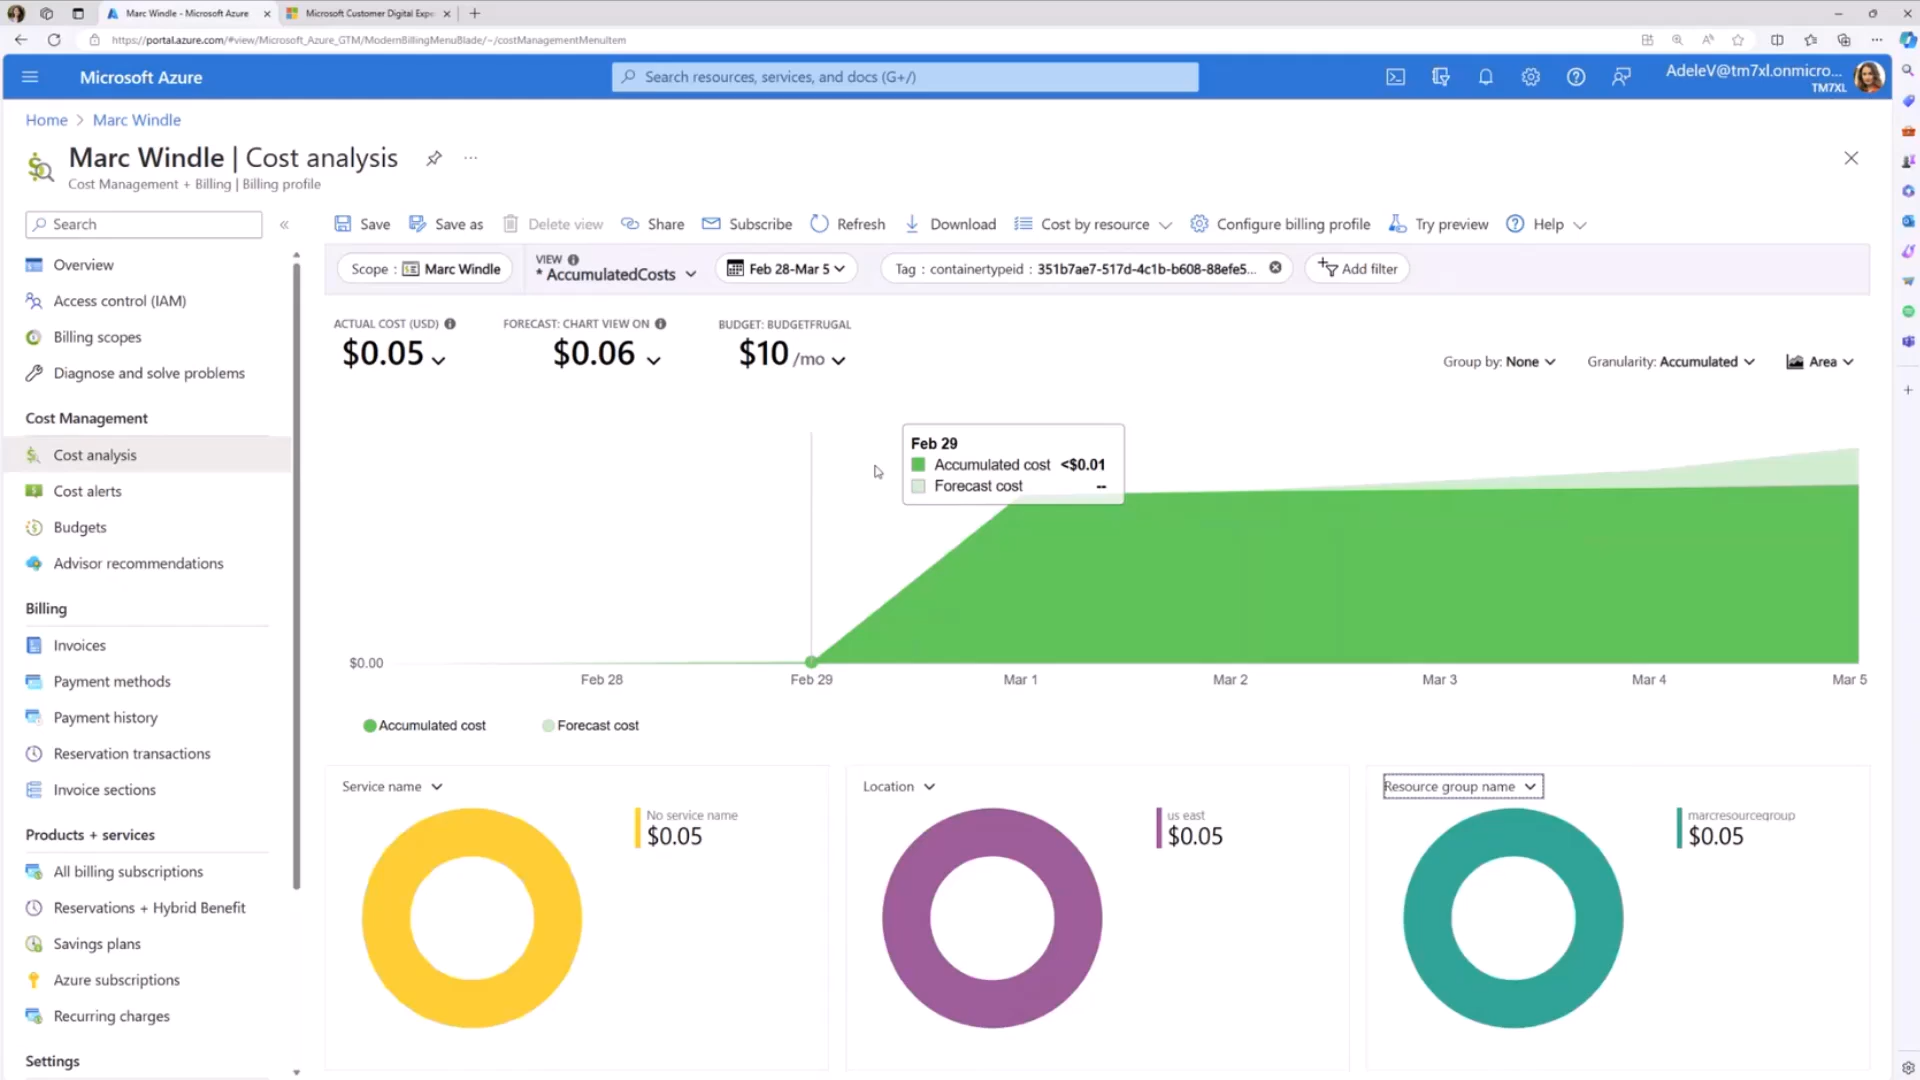 Marc Windle - Microsoft Azure
Microsoft Customer Digital Expe
https://portal.azure.com/#view/Microsoft_Azure_GTM/ModernBillingMenuBlade/~/costManagementMenuItem
Microsoft Azure
Search resources, services, and docs (G+/)
AdeleV@tm7xl.onmicro...
TM7XL
Home > Marc Windle
Marc Windle | Cost analysis
...
Cost Management + Billing | Billing profile
Search
«
Save
Save as
Delete view
Share
Subscribe
Refresh
Download
Cost by resource
Configure billing profile
Try preview
Help
Scope : Marc Windle
VIEW
* AccumulatedCosts
Feb 28-Mar 5
Tag : containertypeid : 351b7ae7-517d-4c1b-b608-88efe5...
Add filter
Overview
Access control (IAM)
Billing scopes
Diagnose and solve problems
Cost Management
Cost analysis
Cost alerts
Budgets
Advisor recommendations
Billing
Invoices
Payment methods
Payment history
Reservation transactions
Invoice sections
Products + services
All billing subscriptions
Reservations + Hybrid Benefit
Savings plans
Azure subscriptions
Recurring charges
Settings
ACTUAL COST (USD)
$0.05
FORECAST: CHART VIEW ON
$0.06
BUDGET: BUDGETFRUGAL
$10 /mo
Group by: None
Granularity: Accumulated
Area
Feb 29
Accumulated cost <$0.01
Forecast cost --
$0.00
Feb 28
Feb 29
Mar 1
Mar 2
Mar 3
Mar 4
Mar 5
Accumulated cost
Forecast cost
Service name
No service name
$0.05
Location
us east
$0.05
Resource group name
marcresourcegroup
$0.05